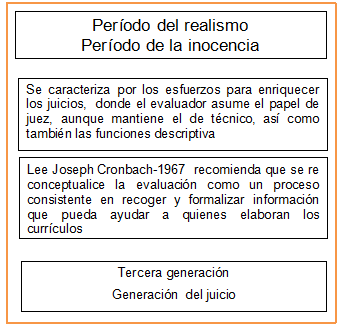 Período del realismo
Período de la inocencia
Se caracteriza por los esfuerzos para enriquecer
los juicios, donde el evaluador asume el papel de
juez, aunque mantiene el de técnico, así como
también las funciones descriptiva
Lee Joseph Cronbach-1967 recomienda que se re
conceptualice la evaluación como un proceso
consistente en recoger y formalizar información
que pueda ayudar a quienes elaboran los
currículos
Tercera generación
Generación del juicio